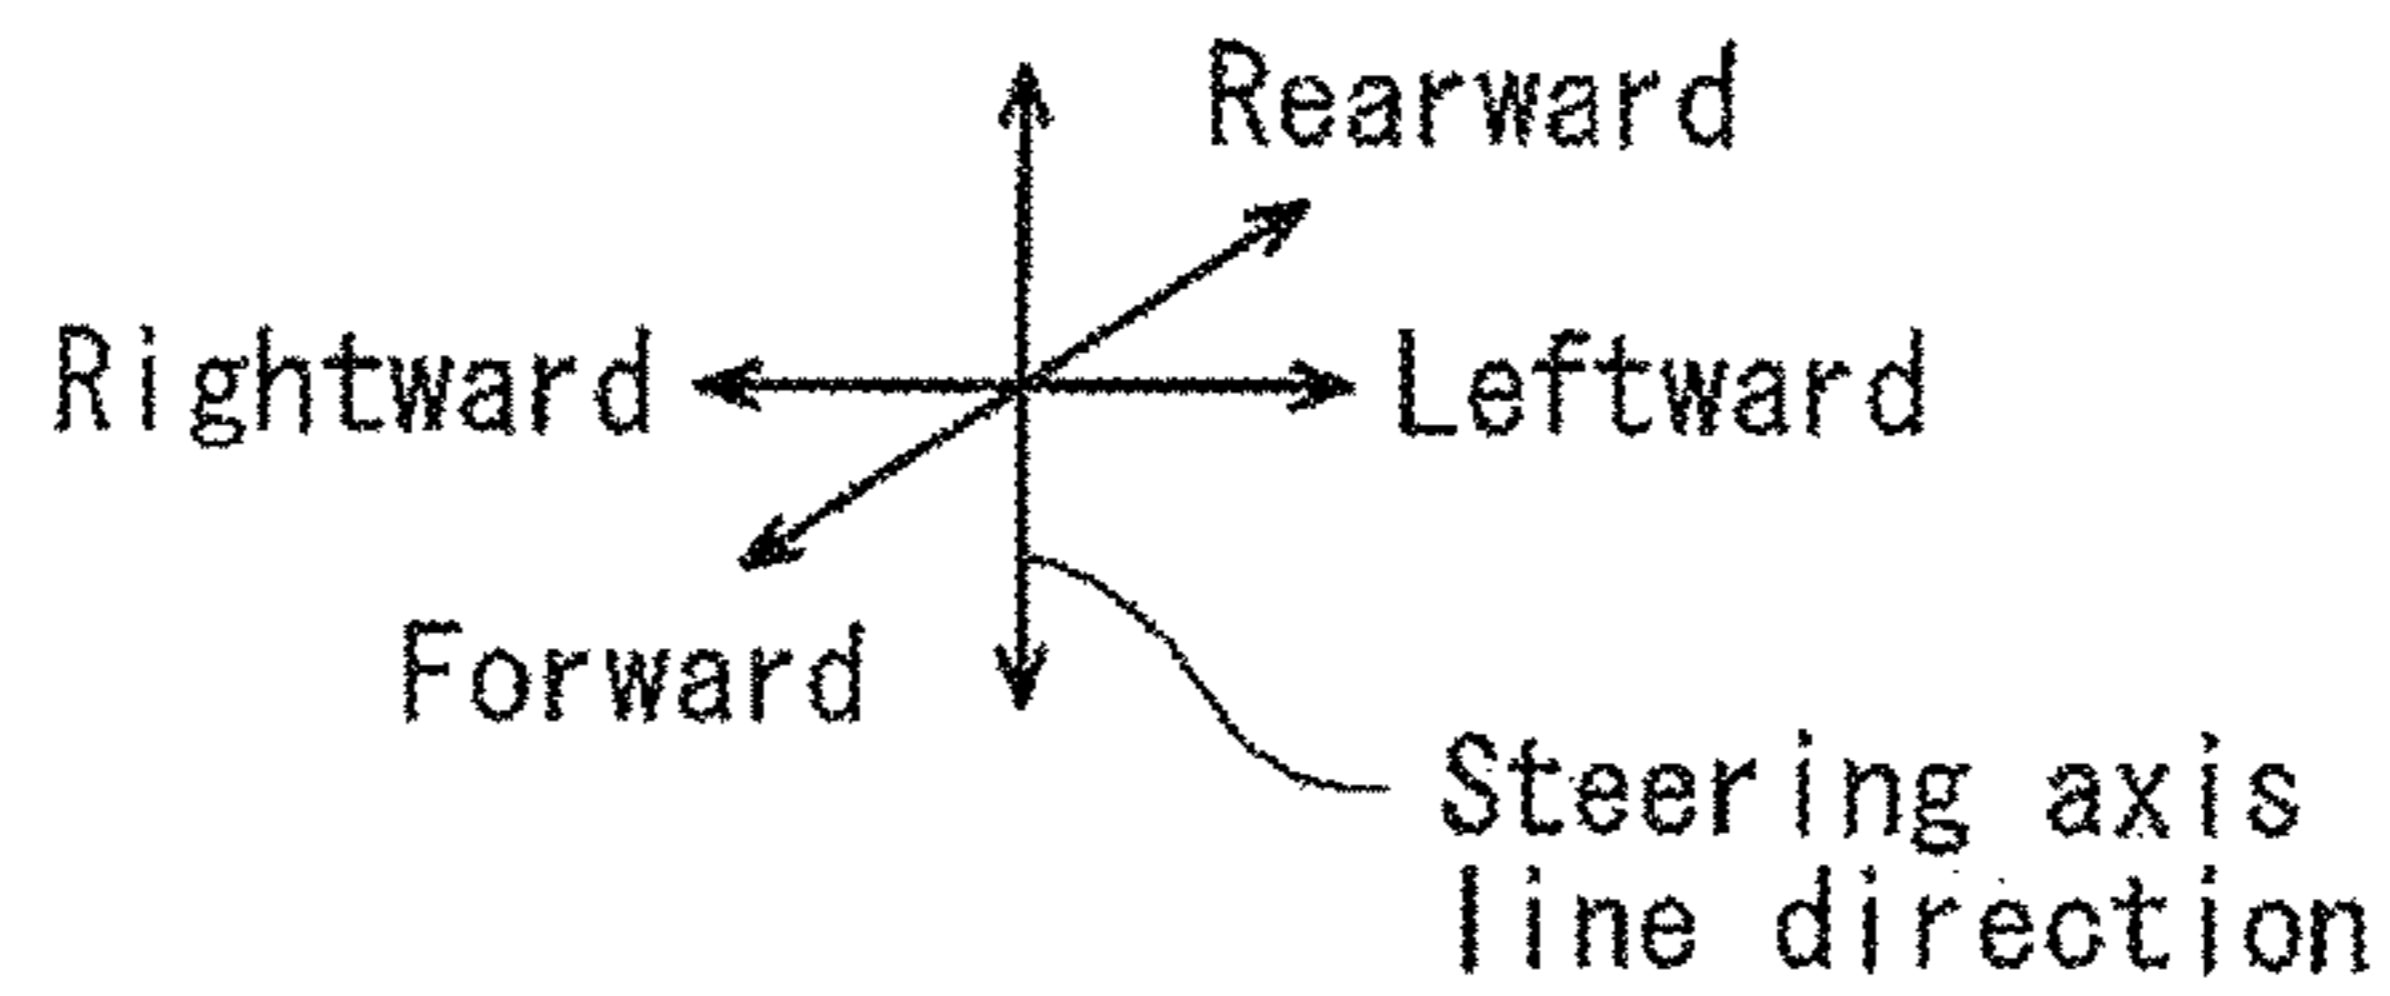 Rearward
Rightward
Leftward
Forward
Steering axis
line direction